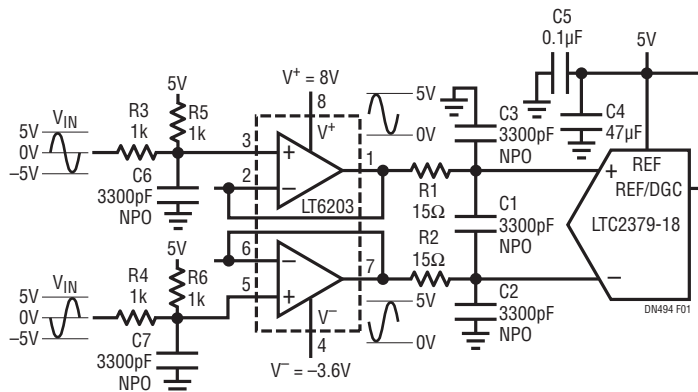 C5
0.1µF
5V
V+ = 8V
5V
0V
5V
VIN
5V
0V
–5V
R3
1k
R5
1k
8
V+
C3
3300pF
NPO
C4
47µF
3
+
2
–
1
LT6203
C6
3300pF
NPO
R1
15Ω
+
REF
REF/DGC
LTC2379-18
C1
3300pF
NPO
5V
VIN
5V
0V
–5V
R4
1k
R6
1k
6
–
5
+
7
R2
15Ω
–
V–
4
5V
0V
C2
3300pF
NPO
C7
3300pF
NPO
V– = –3.6V
DN494 F01